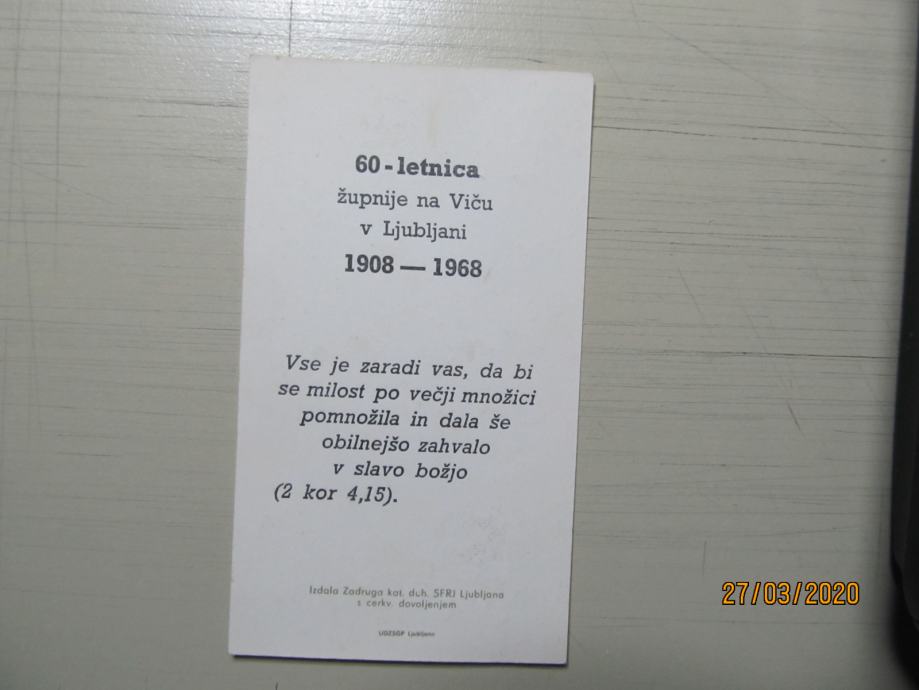 60-letnica
župnije na Viču
v Ljubljani
1908 — 1968
Vse je zaradi vas, da bi
se milost po večji množici
pomnožila in dala še
obilnejšo zahvalo
v slavo božjo
(2 kor 4,15).
Izdala Zadruga kat. duh. SFRJ Ljubljana
s cerkv. dovoljenjem
UDZSGP Ljubljana
27/03/2020